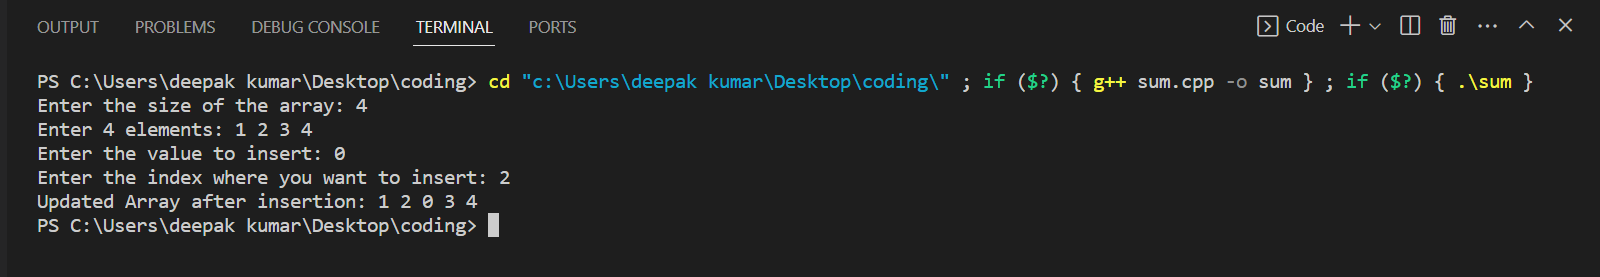 OUTPUT PROBLEMS DEBUG CONSOLE TERMINAL PORTS Code
PS C:\Users\deepak kumar\Desktop\coding> cd "c:\Users\deepak kumar\Desktop\coding\" ; if ($?) { g++ sum.cpp -o sum } ; if ($?) { .\sum }
Enter the size of the array: 4
Enter 4 elements: 1 2 3 4
Enter the value to insert: 0
Enter the index where you want to insert: 2
Updated Array after insertion: 1 2 0 3 4
PS C:\Users\deepak kumar\Desktop\coding>